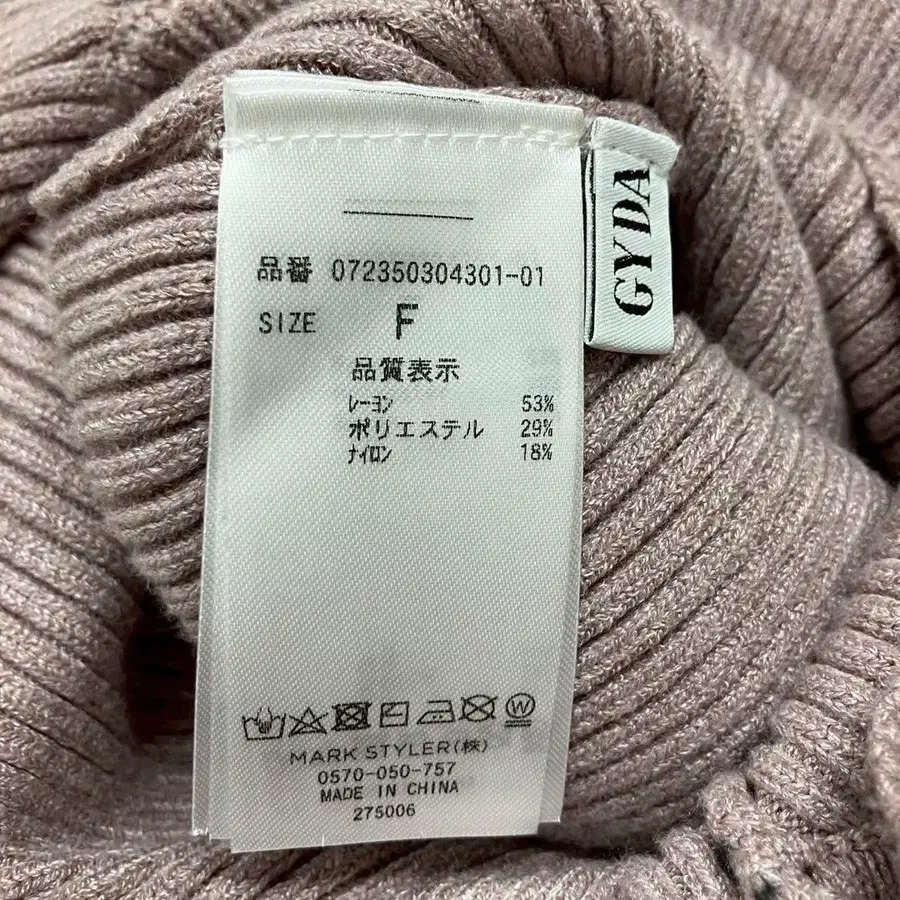 品番 072350304301-01
SIZE F
品質表示
レーヨン 53%
ポリエステル 29%
ナイロン 18%
W
MARK STYLER(株)
0570-050-757
MADE IN CHINA
275006
GYDA